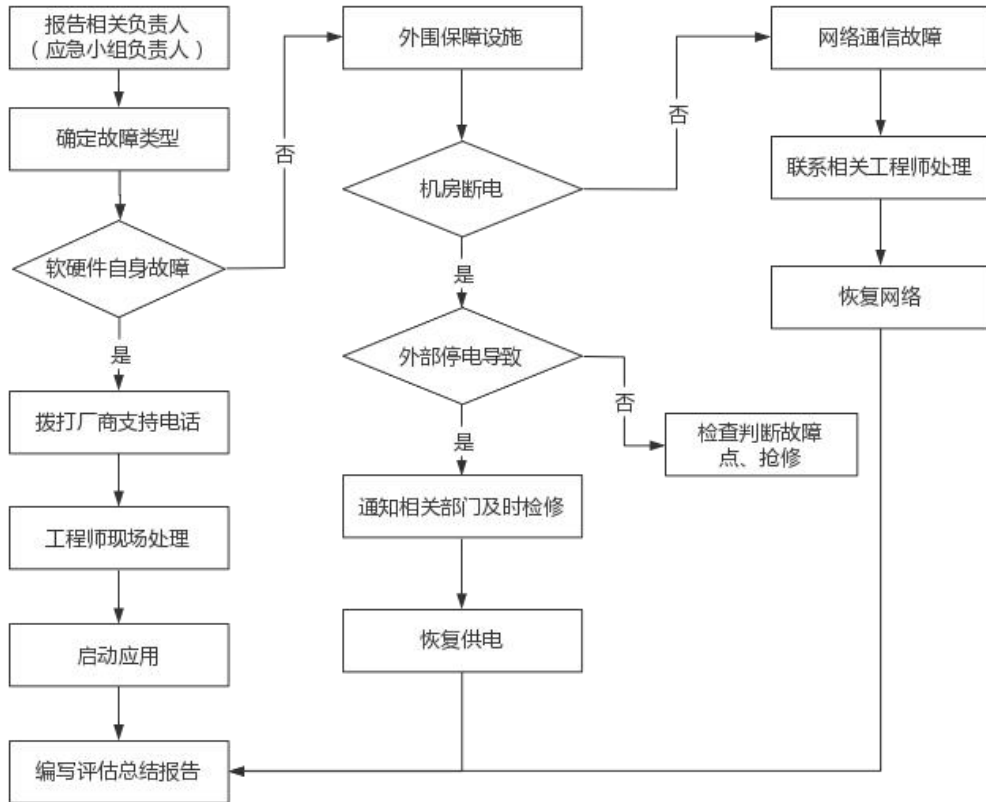 报告相关负责人
（应急小组负责人）
确定故障类型
软硬件自身故障
否
是
拨打厂商支持电话
工程师现场处理
启动应用
编写评估总结报告
外围保障设施
机房断电
否
是
外部停电导致
否
检查判断故障
点、抢修
是
通知相关部门及时检修
恢复供电
网络通信故障
联系相关工程师处理
恢复网络